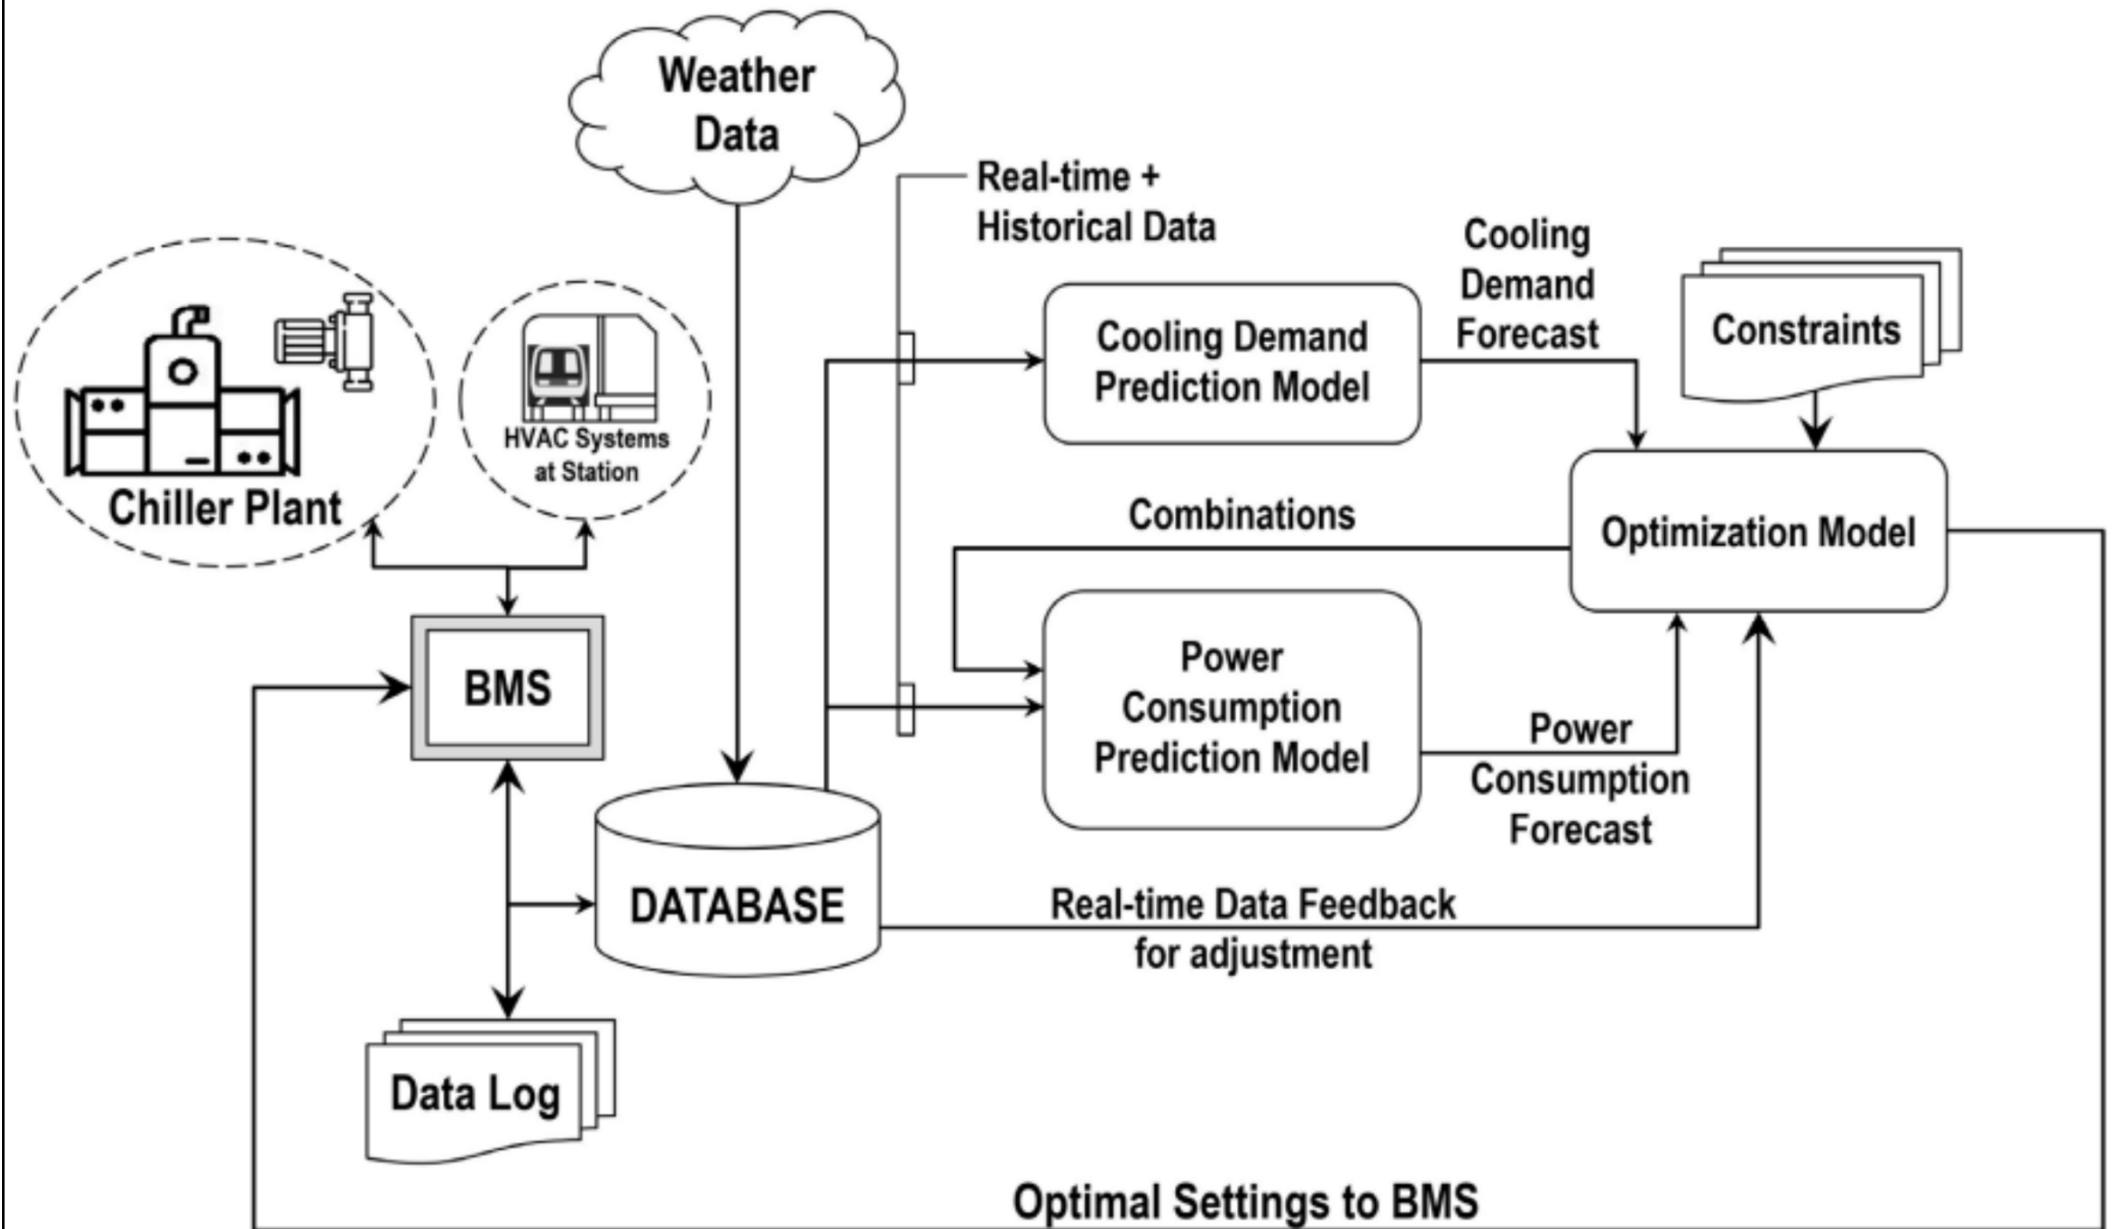 Weather
Data
Real-time +
Historical Data
Cooling
Demand
Forecast
Constraints
Cooling Demand
Prediction Model
HVAC Systems
at Station
Chiller Plant
Combinations
Optimization Model
BMS
Power
Consumption
Prediction Model
Power
Consumption
Forecast
DATABASE
Real-time Data Feedback
for adjustment
Data Log
Optimal Settings to BMS